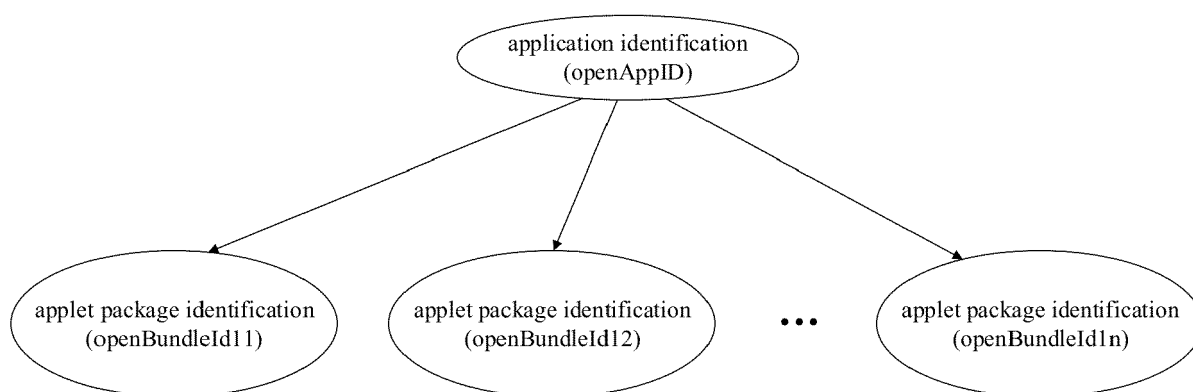 application identification
(openAppID)
applet package identification
(openBundleId11)
applet package identification
(openBundleId12)
•••
applet package identification
(openBundleId1n)